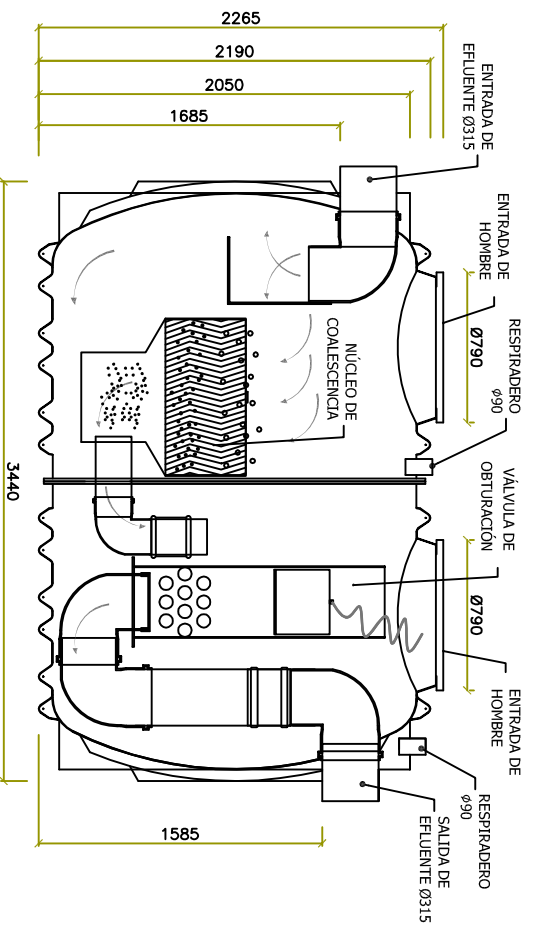 2265
2190
2050
1685
ENTRADA DE
EFLUENTE Ø315
ENTRADA DE
HOMBRE
Ø790
RESPIRADERO
Ø90
NÚCLEO DE
COALESCENCIA
VÁLVULA DE
OBTURACIÓN
Ø790
ENTRADA DE
HOMBRE
RESPIRADERO
Ø90
SALIDA DE
EFLUENTE Ø315
3440
1585